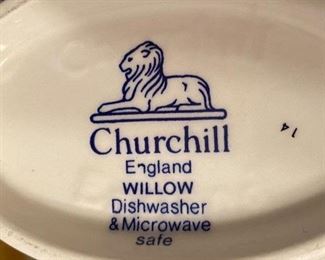 Churchill
England
WILLOW
Dishwasher
& Microwave
safe
14